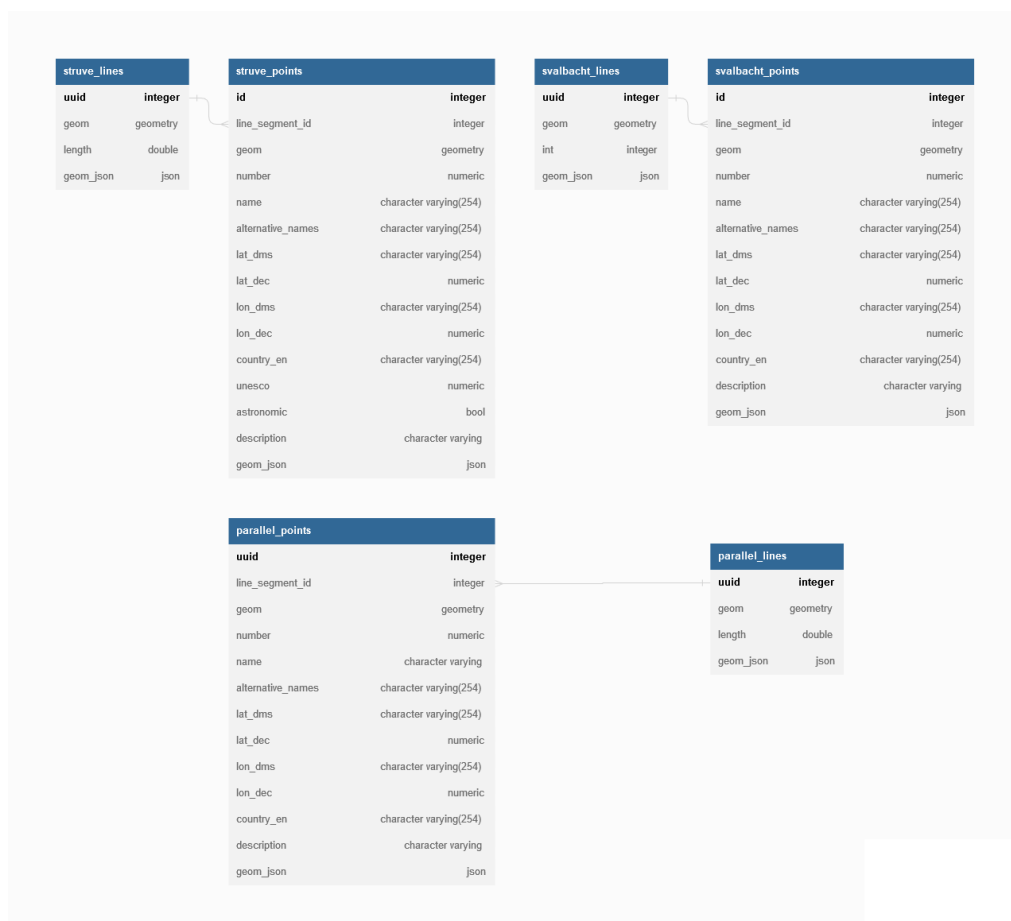 struve_lines
uuid integer
geom geometry
length double
geom_json json
struve_points
id integer
line_segment_id integer
geom geometry
number numeric
name character varying(254)
alternative_names character varying(254)
lat_dms character varying(254)
lat_dec numeric
lon_dms character varying(254)
lon_dec numeric
country_en character varying(254)
unesco numeric
astronomic bool
description character varying
geom_json json
svalbacht_lines
uuid integer
geom geometry
int integer
geom_json json
svalbacht_points
id integer
line_segment_id integer
geom geometry
number numeric
name character varying(254)
alternative_names character varying(254)
lat_dms character varying(254)
lat_dec numeric
lon_dms character varying(254)
lon_dec numeric
country_en character varying(254)
description character varying
geom_json json
parallel_points
uuid integer
line_segment_id integer
geom geometry
number numeric
name character varying
alternative_names character varying(254)
lat_dms character varying(254)
lat_dec numeric
lon_dms character varying(254)
lon_dec numeric
country_en character varying(254)
description character varying
geom_json json
parallel_lines
uuid integer
geom geometry
length double
geom_json json